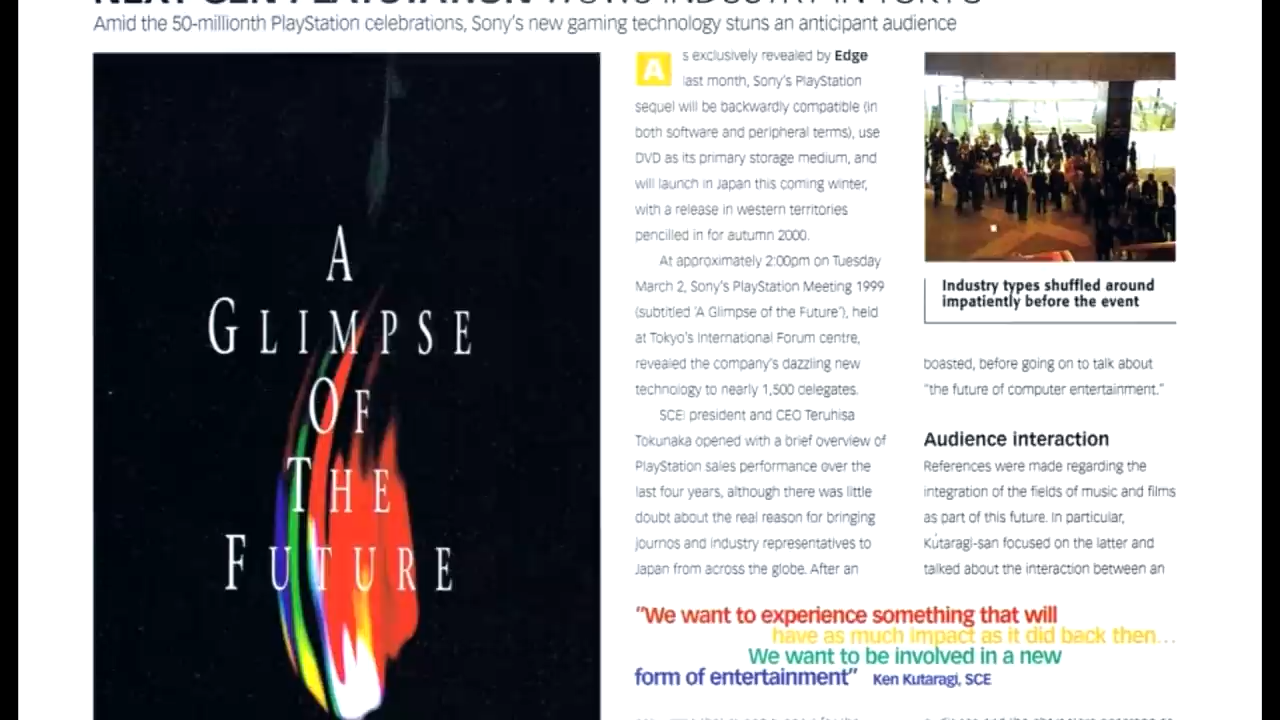 NEXT-GEN PLAYSTATION WOWS INDUSTRY IN TOKYO
Amid the 50-millionth PlayStation celebrations, Sony's new gaming technology stuns an anticipant audience
A
GLIMPSE
OF
THE
FUTURE
As exclusively revealed by Edge
last month, Sony's PlayStation
sequel will be backwardly compatible (in
both software and peripheral terms), use
DVD as its primary storage medium, and
will launch in Japan this coming winter,
with a release in western territories
pencilled in for autumn 2000.
At approximately 2:00pm on Tuesday
March 2, Sony's PlayStation Meeting 1999
(subtitled 'A Glimpse of the Future'), held
at Tokyo's International Forum centre,
revealed the company's dazzling new
technology to nearly 1,500 delegates.
SCEI president and CEO Teruhisa
Tokunaka opened with a brief overview of
PlayStation sales performance over the
last four years, although there was little
doubt about the real reason for bringing
journos and industry representatives to
Japan from across the globe. After an
Industry types shuffled around
impatiently before the event
boasted, before going on to talk about
"the future of computer entertainment."
Audience interaction
References were made regarding the
integration of the fields of music and films
as part of this future. In particular,
Kutaragi-san focused on the latter and
talked about the interaction between an
"We want to experience something that will
have as much impact as it did back then...
We want to be involved in a new
form of entertainment" Ken Kutaragi, SCE